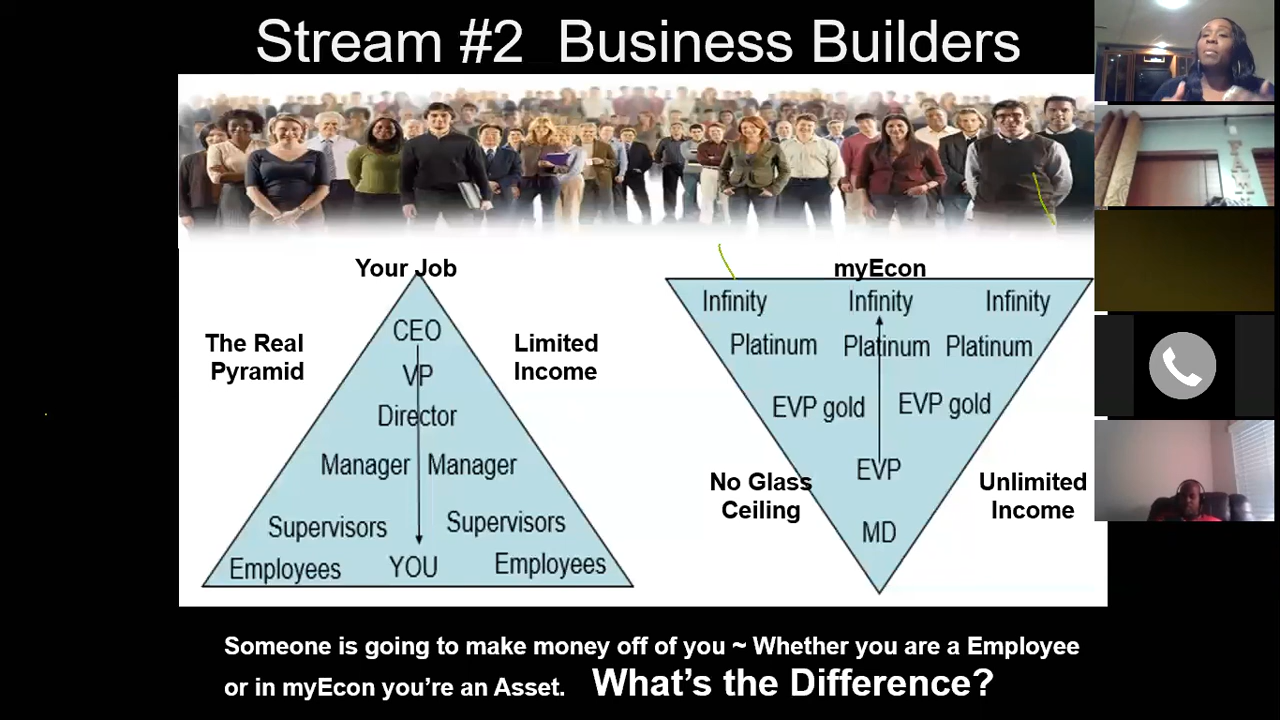 Stream #2 Business Builders
Your Job
The Real
Pyramid
Limited
Income
CEO
VP
Director
Manager Manager
Supervisors Supervisors
Employees YOU Employees
myEcon
Infinity Infinity Infinity
Platinum Platinum Platinum
EVP gold EVP gold
EVP
MD
No Glass
Ceiling
Unlimited
Income
Someone is going to make money off of you ~ Whether you are a Employee
or in myEcon you're an Asset. What's the Difference?